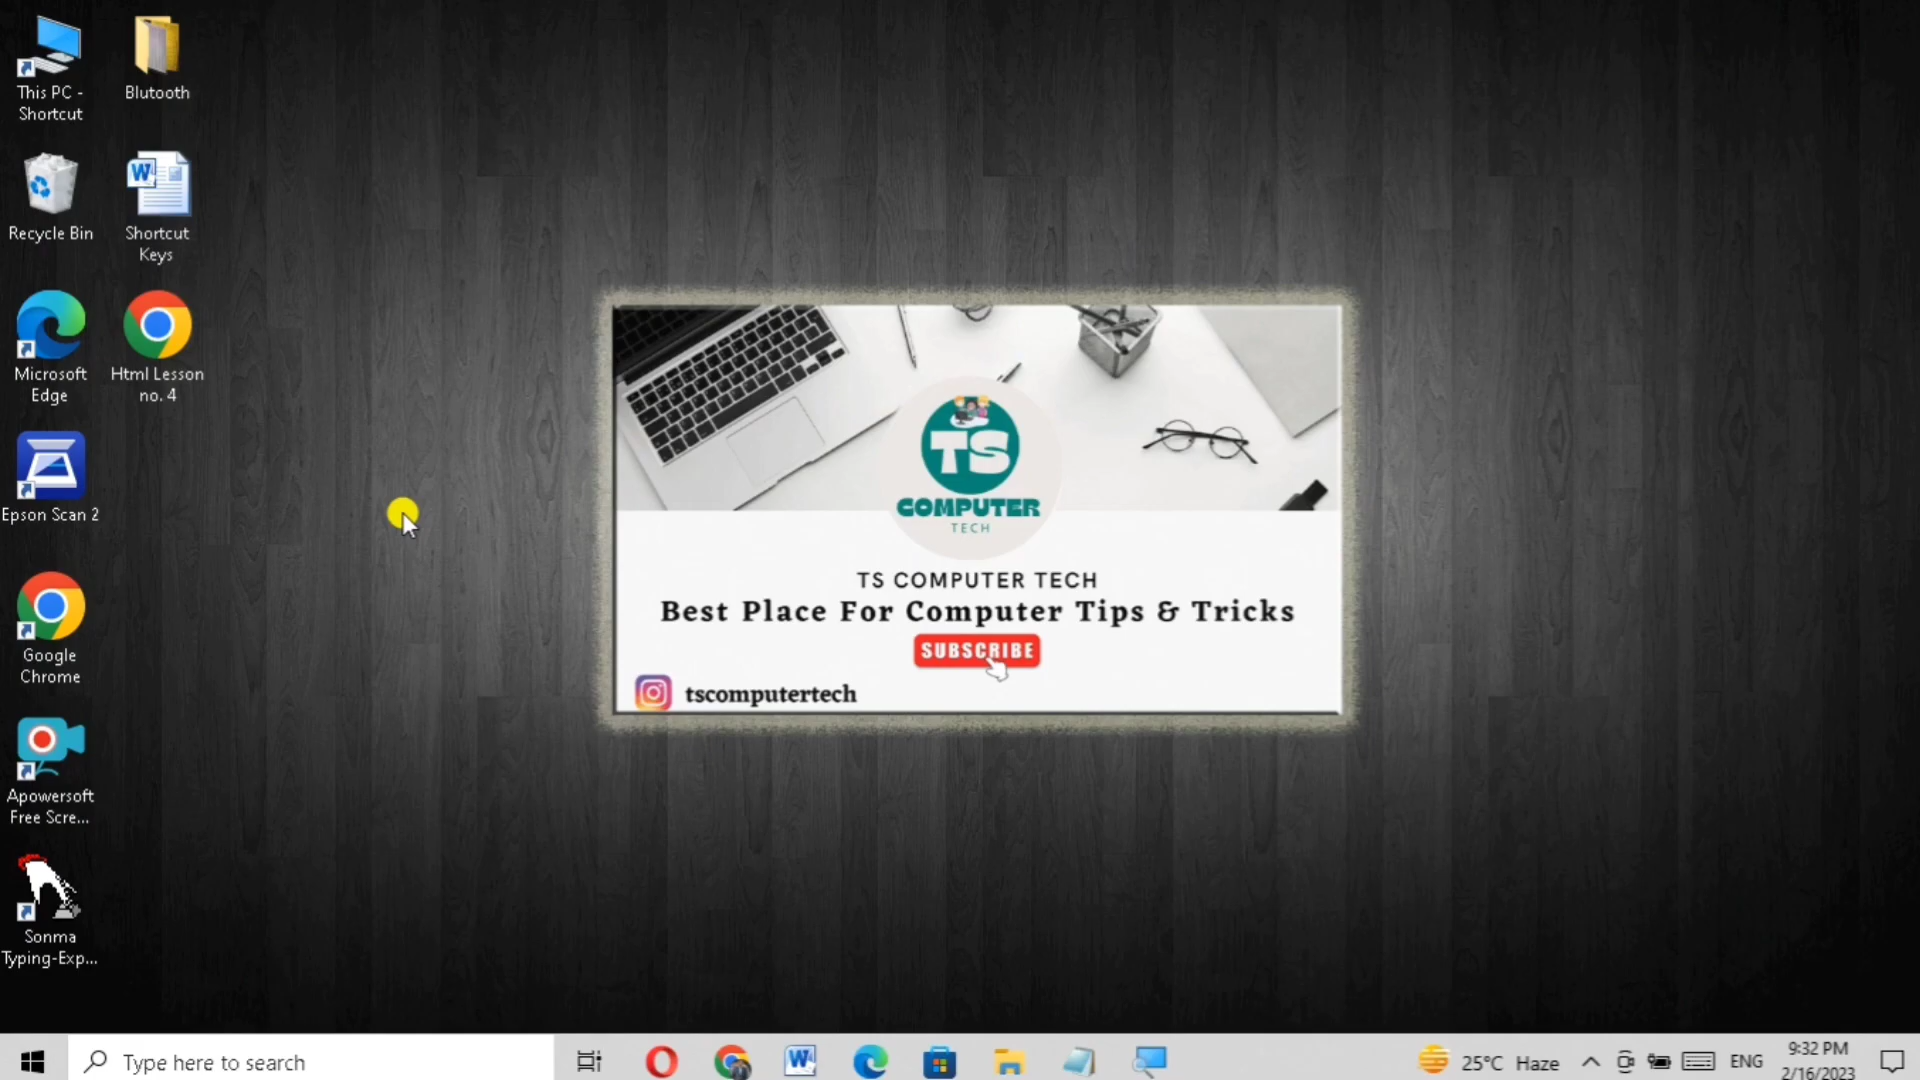 This PC -
Shortcut
Blutooth
Recycle Bin
Shortcut
Keys
Microsoft
Edge
Html Lesson
no. 4
Epson Scan 2
Google
Chrome
Apowersoft
Free Scre...
Sonma
Typing-Exp...
TS
COMPUTER
TECH
TS COMPUTER TECH
Best Place For Computer Tips & Tricks
SUBSCRIBE
tscomputertech
Type here to search
25°C Haze
ENG
9:32 PM
2/16/2023